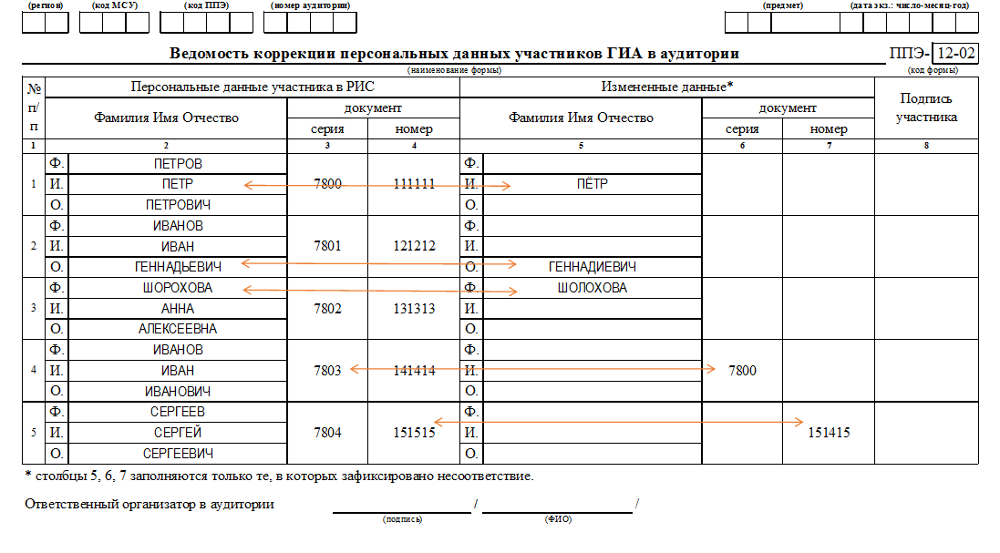 (регион) (код МСУ) (код ППЭ) (номер аудитории) (предмет) (дата экз.: число-месяц-год)
Ведомость коррекции персональных данных участников ГИА в аудитории ППЭ- 12-02
(наименование формы) (код формы)
№ п/п Персональные данные участника в РИС Измененные данные* Подпись участника
Фамилия Имя Отчество документ Фамилия Имя Отчество документ
серия номер серия номер
1 2 3 4 5 6 7 8
Ф. ПЕТРОВ Ф.
1 И. ПЕТР 7800 111111 И. ПЁТР
О. ПЕТРОВИЧ О.
Ф. ИВАНОВ Ф.
2 И. ИВАН 7801 121212 И.
О. ГЕННАДЬЕВИЧ О. ГЕННАДИЕВИЧ
Ф. ШОРОХОВА Ф. ШОЛОХОВА
3 И. АННА 7802 131313 И.
О. АЛЕКСЕЕВНА О.
Ф. ИВАНОВ Ф.
4 И. ИВАН 7803 141414 И. 7800
О. ИВАНОВИЧ О.
Ф. СЕРГЕЕВ Ф.
5 И. СЕРГЕЙ 7804 151515 И. 151415
О. СЕРГЕЕВИЧ О.
* столбцы 5, 6, 7 заполняются только те, в которых зафиксировано несоответствие.
Ответственный организатор в аудитории / /
(подпись) (ФИО)